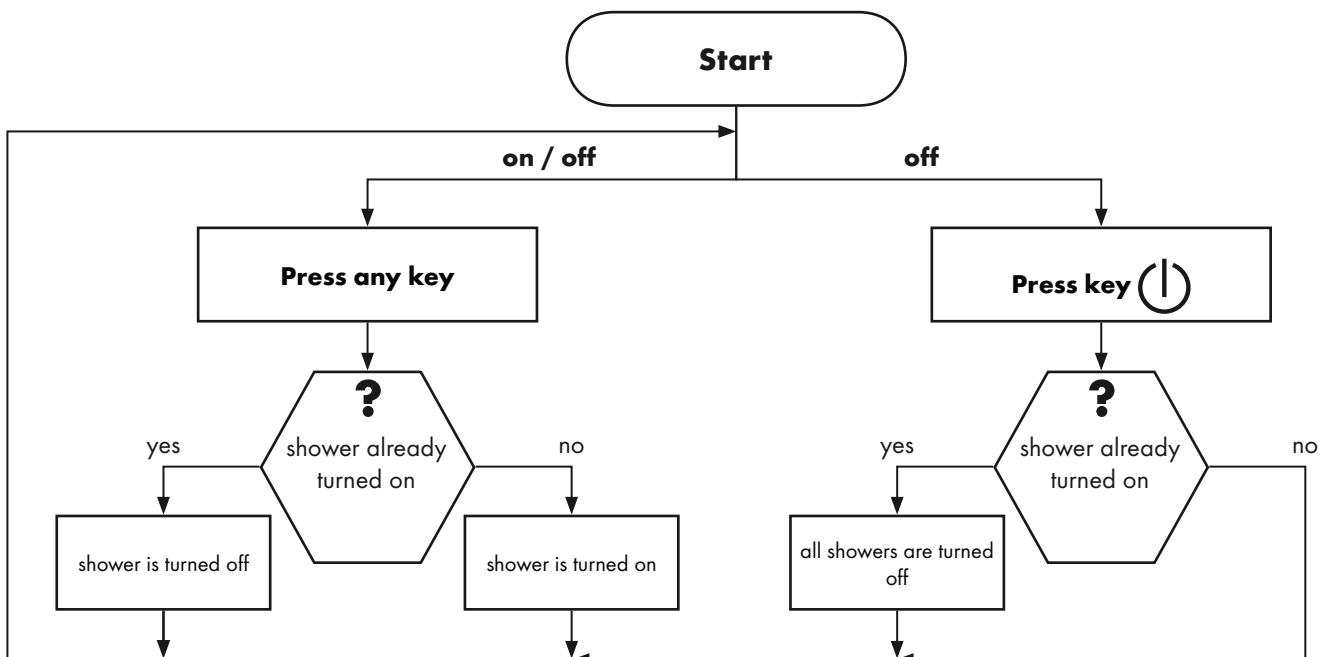 Start
on / off
off
Press any key
Press key
?
shower already
turned on
yes
no
?
shower already
turned on
yes
no
shower is turned off
shower is turned on
all showers are turned
off